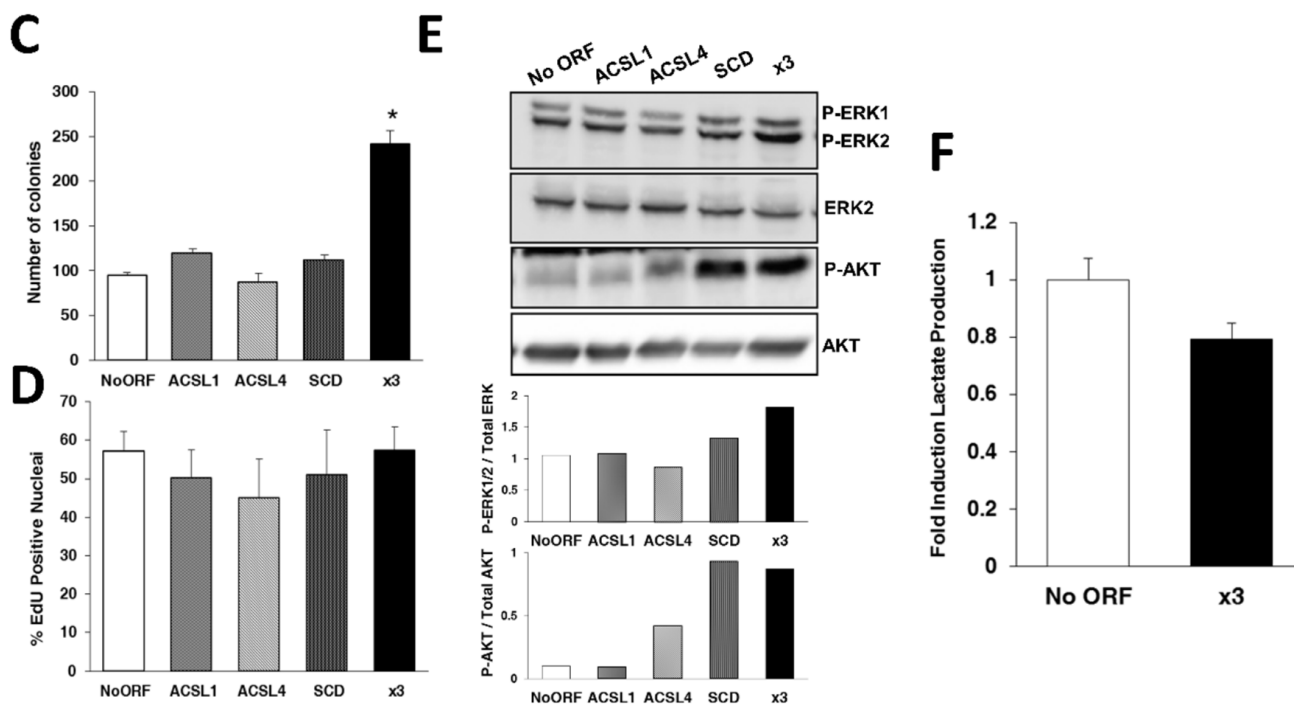 C
Number of colonies
300
250
200
150
100
50
0
*
NoORF ACSL1 ACSL4 SCD x3
D
% EdU Positive Nucleai
70
60
50
40
30
20
10
0
NoORF ACSL1 ACSL4 SCD x3
E
No ORF ACSL1 ACSL4 SCD x3
P-ERK1
P-ERK2
ERK2
P-AKT
AKT
P-ERK1/2 / Total ERK
2
1.5
1
0.5
0
NoORF ACSL1 ACSL4 SCD x3
P-AKT / Total AKT
1
0.5
0
NoORF ACSL1 ACSL4 SCD x3
F
Fold Induction Lactate Production
1.2
1
0.8
0.6
0.4
0.2
0
No ORF x3